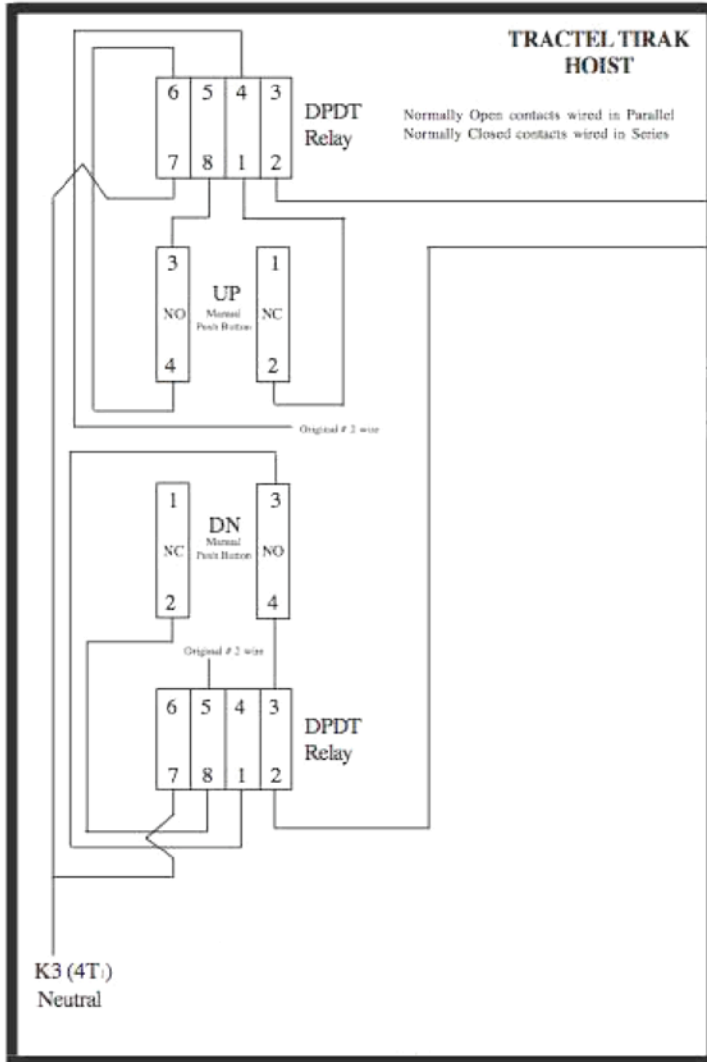 TRACTEL TIRAK
HOIST
Normally Open contacts wired in Parallel
Normally Closed contacts wired in Series
6 5 4 3
DPDT
Relay
7 8 1 2
3 1
UP
NO Manual NC
Push Button
4 2
Original # 2 wire
1 3
DN
Manual
NC Push Button NO
2 4
Original # 2 wire
6 5 4 3
DPDT
Relay
7 8 1 2
K3 (4T1)
Neutral